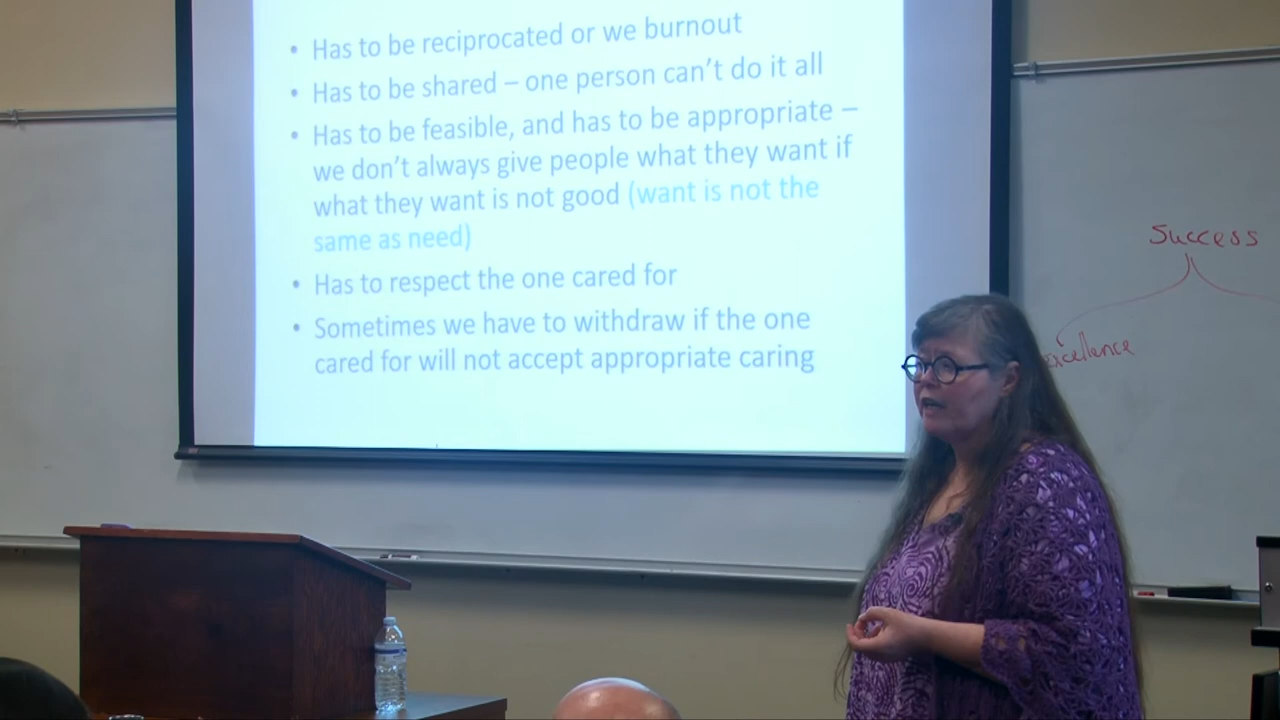 • Has to be reciprocated or we burnout
• Has to be shared – one person can't do it all
• Has to be feasible, and has to be appropriate –
we don't always give people what they want if
what they want is not good (want is not the
same as need)
• Has to respect the one cared for
• Sometimes we have to withdraw if the one
cared for will not accept appropriate caring
Success
excellence